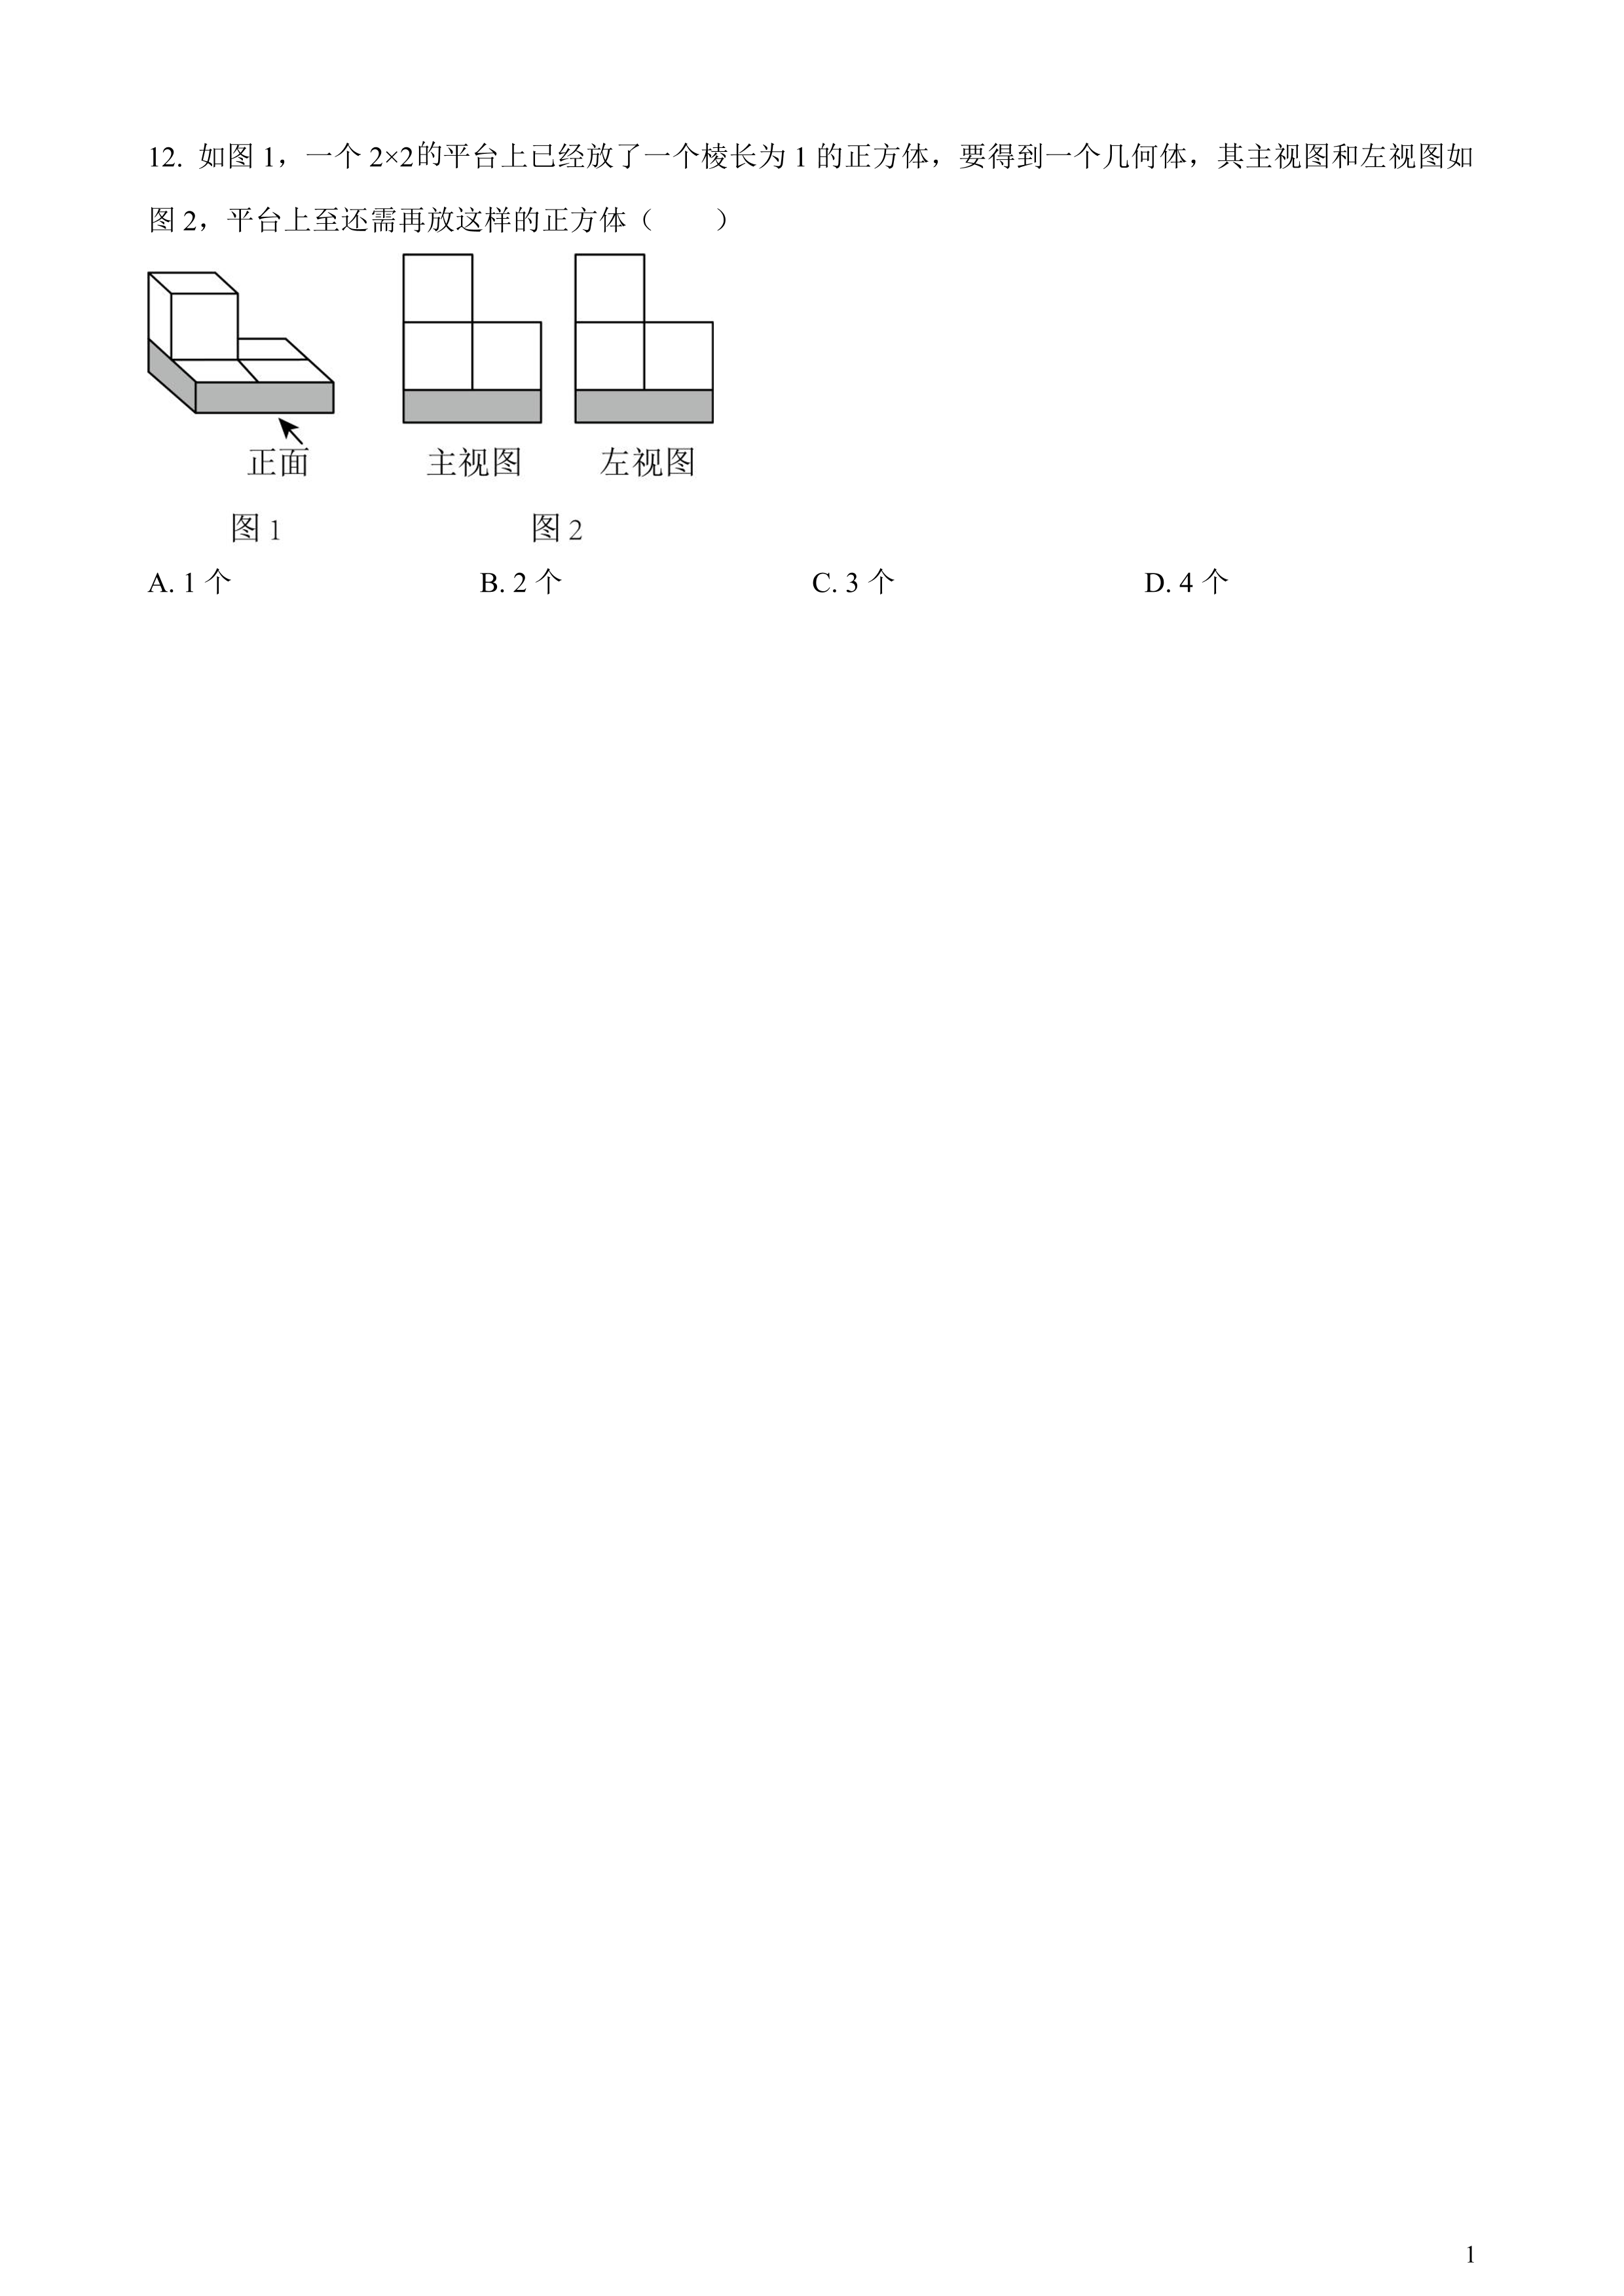 12. 如图 1，一个 2×2的平台上已经放了一个棱长为 1 的正方体，要得到一个几何体，其主视图和左视图如
图 2，平台上至还需再放这样的正方体（　　）
正面
主视图
左视图
图 1
图 2
A. 1 个 B. 2 个 C. 3 个 D. 4 个
1